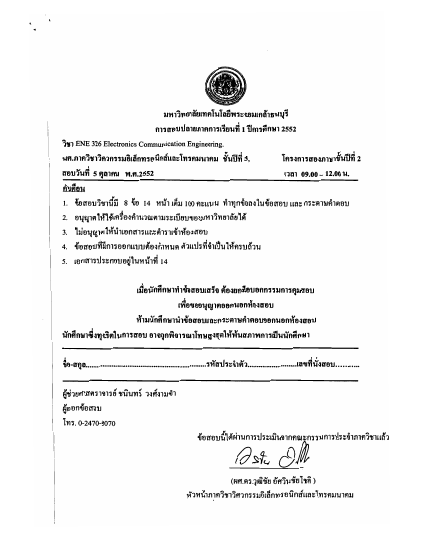 มหาวิทยาลัยเทคโนโลยีพระจอมเกล้าธนบุรี
การสอบปลายภาคการเรียนที่ 1 ปีการศึกษา 2552
วิชา ENE 326 Electronics Communication Engineering.
นศ.ภาควิชาวิศวกรรมอิเล็กทรอนิกส์และโทรคมนาคม ชั้นปีที่ 3, โครงการสองภาษาชั้นปีที่ 2
สอบวันที่ 5 ตุลาคม พ.ศ.2552 เวลา 09.00 – 12.00 น.
คำเตือน
1. ข้อสอบวิชานี้มี 8 ข้อ 14 หน้า เต็ม 100 คะแนน ทำทุกข้อลงในข้อสอบ และกระดาษคำตอบ
2. อนุญาตให้ใช้เครื่องคำนวณตามระเบียบของมหาวิทยาลัยได้
3. ไม่อนุญาตให้นำเอกสารและตำราเข้าห้องสอบ
4. ข้อสอบที่มีการออกแบบต้องกำหนด ตัวแปรที่จำเป็นให้ครบถ้วน
5. เอกสารประกอบอยู่ในหน้าที่ 14
เมื่อนักศึกษาทำข้อสอบเสร็จ ต้องยกมือบอกกรรมการคุมสอบ
เพื่อขออนุญาตออกนอกห้องสอบ
ห้ามนักศึกษานำข้อสอบและกระดาษคำตอบออกนอกห้องสอบ
นักศึกษาซึ่งทุจริตในการสอบ อาจถูกพิจารณาโทษสูงสุดให้พ้นสภาพการเป็นนักศึกษา
ชื่อ-สกุล..............................................รหัสประจำตัว....................เลขที่นั่งสอบ..........
ผู้ช่วยศาสตราจารย์ ชนินทร์ วงศ์งามขำ
ผู้ออกข้อสอบ
โทร. 0-2470-9070
ข้อสอบนี้ได้ผ่านการประเมินจากคณะกรรมการประจำภาควิชาแล้ว
(ผศ.ดร.วุฒิชัย อัศวินชัยโชติ)
หัวหน้าภาควิชาวิศวกรรมอิเล็กทรอนิกส์และโทรคมนาคม